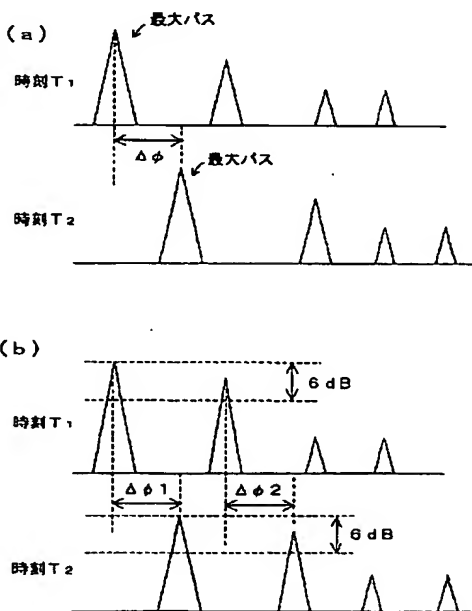 (a)
最大パス
時刻T1
Δφ
最大パス
時刻T2
(b)
6dB
時刻T1
Δφ1
Δφ2
6dB
時刻T2